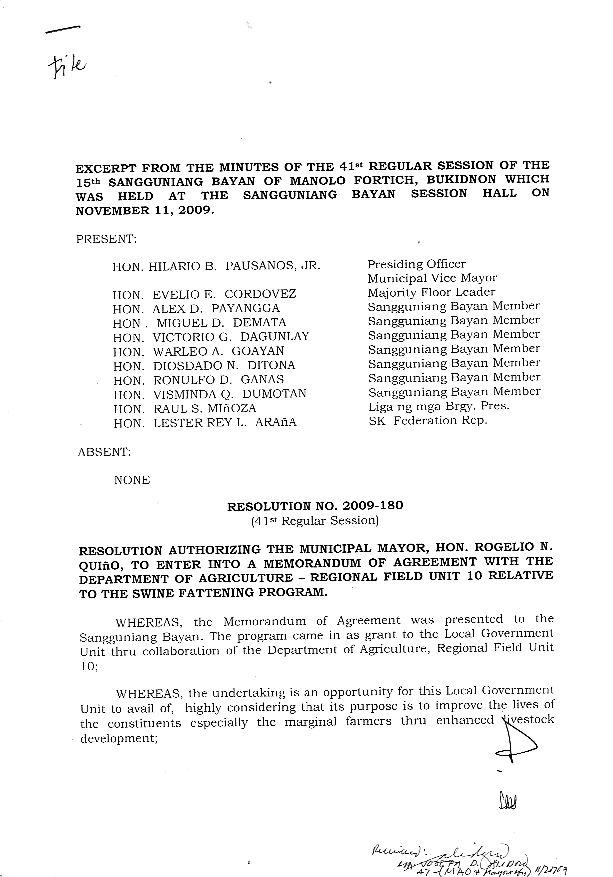 file
EXCERPT FROM THE MINUTES OF THE 41st REGULAR SESSION OF THE
15th SANGGUNIANG BAYAN OF MANOLO FORTICH, BUKIDNON WHICH
WAS HELD AT THE SANGGUNIANG BAYAN SESSION HALL ON
NOVEMBER 11, 2009.
PRESENT:
HON. HILARIO B. PAUSANOS, JR. Presiding Officer
Municipal Vice Mayor
HON. EVELIO E. CORDOVEZ Majority Floor Leader
HON. ALEX D. PAYANGGA Sangguniang Bayan Member
HON . MIGUEL D. DEMATA Sangguniang Bayan Member
HON. VICTORIO G. DAGUNLAY Sangguniang Bayan Member
HON. WARLEO A. GOAYAN Sangguniang Bayan Member
HON. DIOSDADO N. DITONA Sangguniang Bayan Member
HON. RONULFO D. GANAS Sangguniang Bayan Member
HON. VISMINDA Q. DUMOTAN Sangguniang Bayan Member
HON. RAUL S. MIñOZA Liga ng mga Brgy. Pres.
HON. LESTER REY L. ARAñA SK Federation Rep.
ABSENT:
NONE
RESOLUTION NO. 2009-180
(41st Regular Session)
RESOLUTION AUTHORIZING THE MUNICIPAL MAYOR, HON. ROGELIO N.
QUIñO, TO ENTER INTO A MEMORANDUM OF AGREEMENT WITH THE
DEPARTMENT OF AGRICULTURE – REGIONAL FIELD UNIT 10 RELATIVE
TO THE SWINE FATTENING PROGRAM.
WHEREAS, the Memorandum of Agreement was presented to the
Sangguniang Bayan. The program came in as grant to the Local Government
Unit thru collaboration of the Department of Agriculture, Regional Field Unit
10;
WHEREAS, the undertaking is an opportunity for this Local Government
Unit to avail of, highly considering that its purpose is to improve the lives of
the constituents especially the marginal farmers thru enhanced livestock
development;
Received: